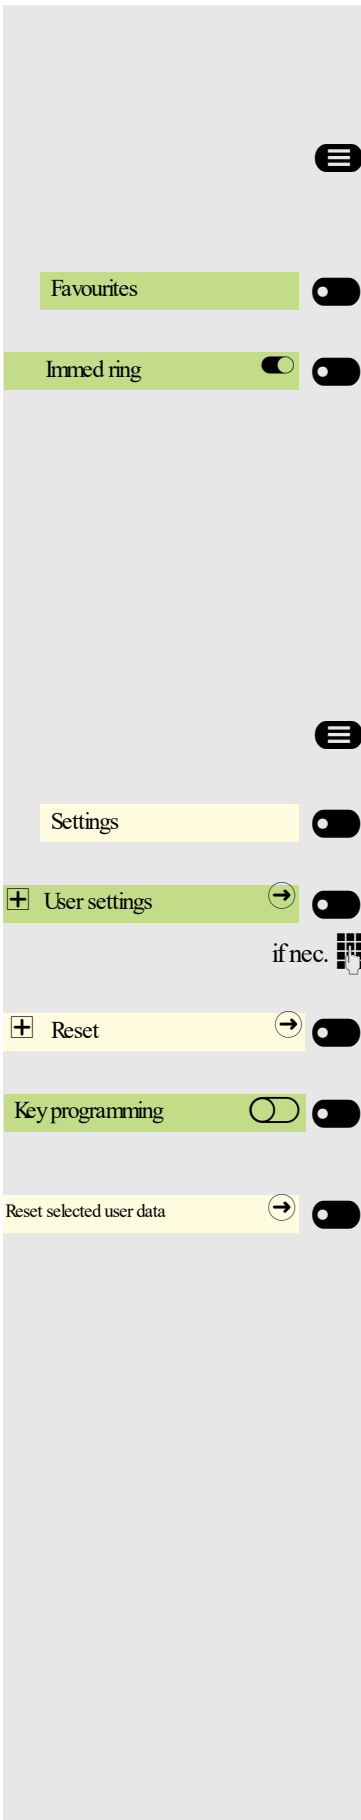 Favourites
Immed ring
Settings
User settings
if nec.
Reset
Key programming
Reset selected user data